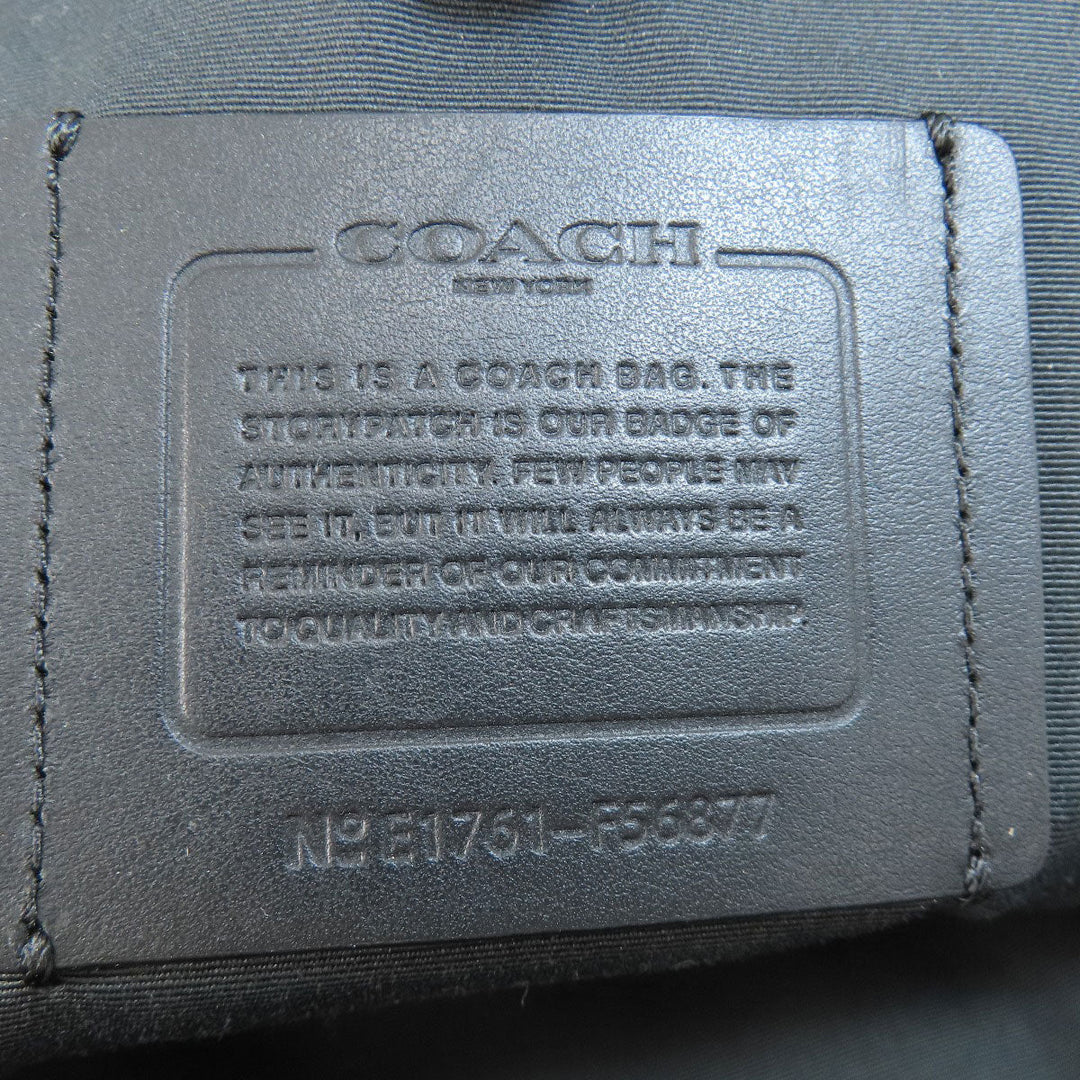 COACH
NEW YORK
THIS IS A COACH BAG. THE
STORYPATCH IS OUR BADGE OF
AUTHENTICITY. FEW PEOPLE MAY
SEE IT, BUT IT WILL ALWAYS BE A
REMINDER OF OUR COMMITMENT
TO QUALITY AND CRAFTSMANSHIP.
No E1761-F56877